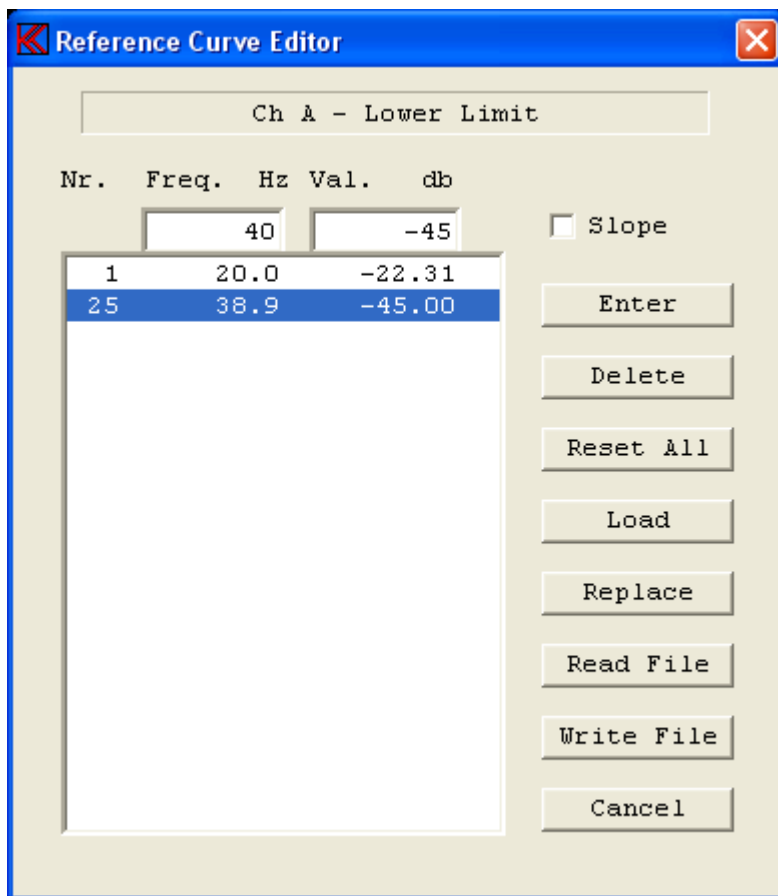 Reference Curve Editor
Ch A - Lower Limit
Nr. Freq. Hz Val. db
40 -45
Slope
1 20.0 -22.31
25 38.9 -45.00
Enter
Delete
Reset All
Load
Replace
Read File
Write File
Cancel